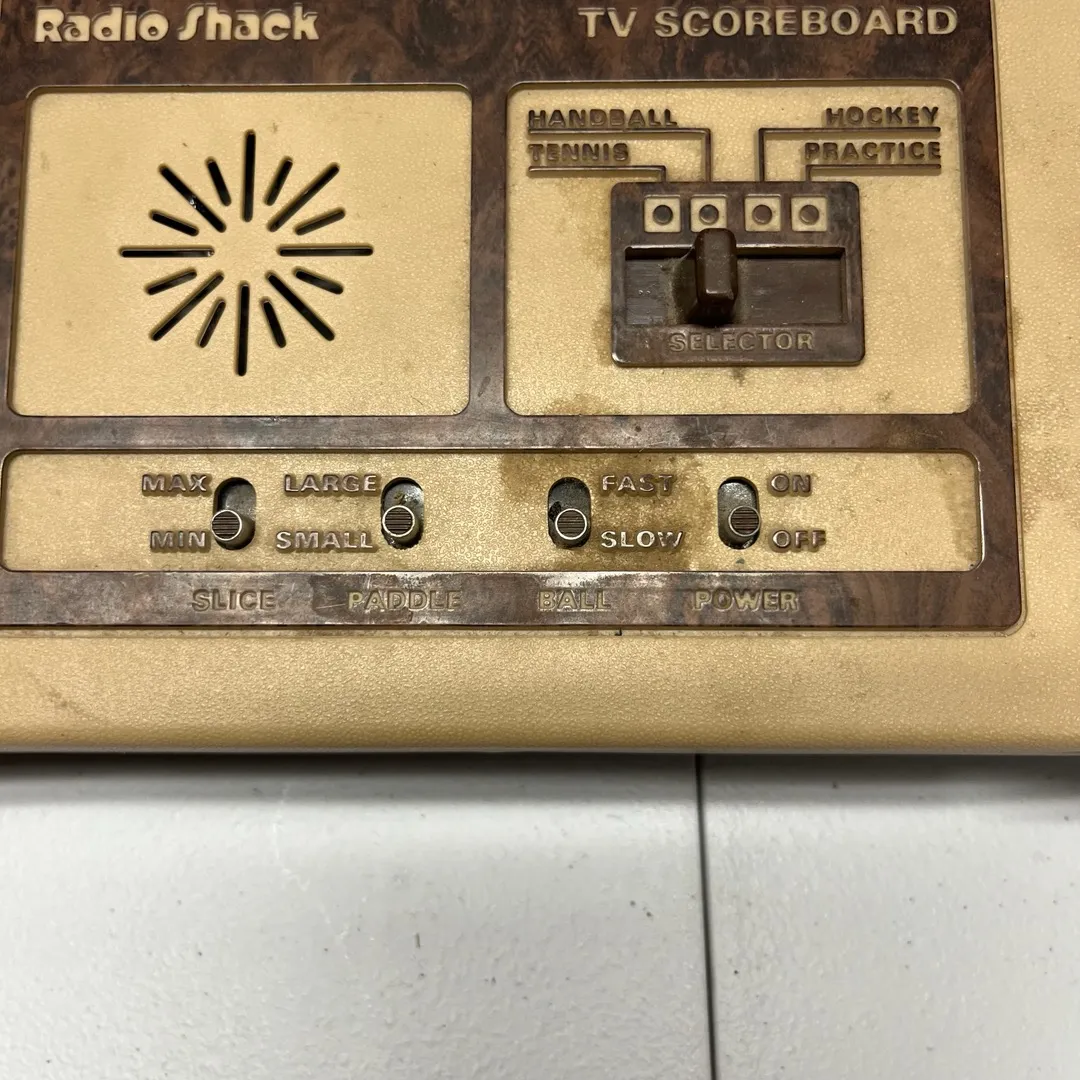 Radio Shack TV SCOREBOARD
HANDBALL HOCKEY
TENNIS PRACTICE
SELECTOR
MAX LARGE FAST ON
MIN SMALL SLOW OFF
SLICE PADDLE BALL POWER